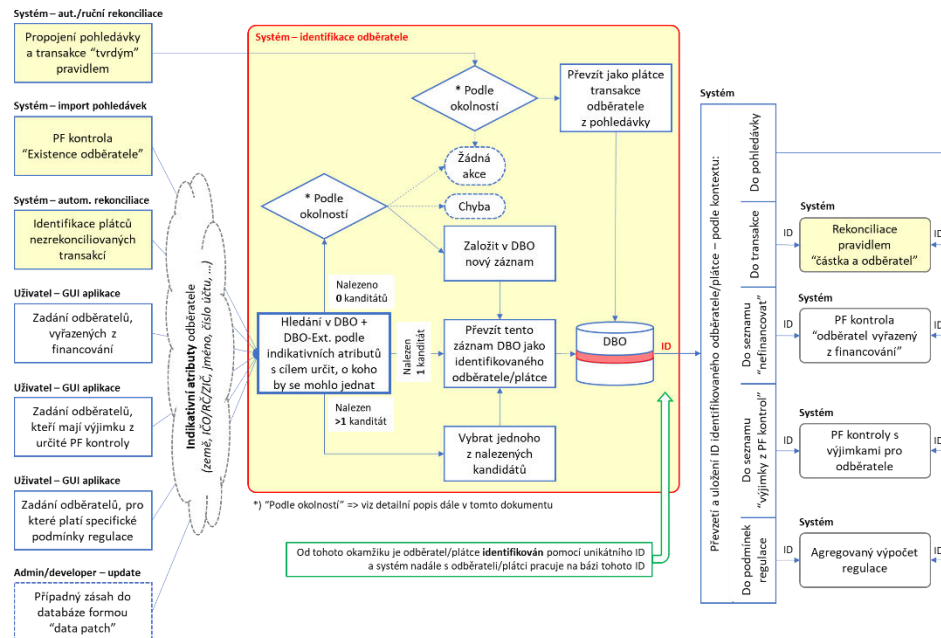 Systém – aut./ruční rekonciliace
Propojení pohledávky
a transakce "tvrdým"
pravidlem
Systém – import pohledávek
PF kontrola
"Existence odběratele"
Systém – autom. rekonciliace
Identifikace plátců
nezrekonciliovaných
transakcí
Uživatel – GUI aplikace
Zadání odběratelů,
vyřazených z
financování
Uživatel – GUI aplikace
Zadání odběratelů,
kteří mají výjimku z
určité PF kontroly
Uživatel – GUI aplikace
Zadání odběratelů, pro
které platí specifické
podmínky regulace
Admin/developer – update
Případný zásah do
databáze formou
"data patch"
Indikativní atributy odběratele
(země, IČO/RČ/ZIČ, jméno, číslo účtu, ...)
Systém – identifikace odběratele
* Podle
okolností
Převzít jako plátce
transakce
odběratele
z pohledávky
Žádná
akce
Chyba
* Podle
okolností
Založit v DBO
nový záznam
Nalezeno
0 kanditátů
Hledání v DBO +
DBO-Ext. podle
indikativních atributů
s cílem určit, o koho
by se mohlo jednat
Nalezen
1 kanditát
Převzít tento
záznam DBO jako
identifikovaného
odběratele/plátce
DBO
ID
Nalezen
>1 kanditát
Vybrat jednoho
z nalezených
kandidátů
*) "Podle okolností" => viz detailní popis dále v tomto dokumentu
Od tohoto okamžiku je odběratel/plátce identifikován pomocí unikátního ID
a systém nadále s odběrateli/plátci pracuje na bázi tohoto ID
Systém
Převzetí a uložení ID identifikovaného odběratele/plátce – podle kontextu:
Do pohledávky
Do transakce
Do seznamu
"nefinancovat"
Do seznamu
"výjimky z PF kontrol"
Do podmínek
regulace
Systém
ID
Rekonciliace
pravidlem
"částka a odběratel"
ID
Systém
ID
PF kontrola
"odběratel vyřazený
z financování"
ID
Systém
ID
PF kontroly s
výjimkami pro
odběratele
ID
Systém
ID
Agregovaný výpočet
regulace
ID